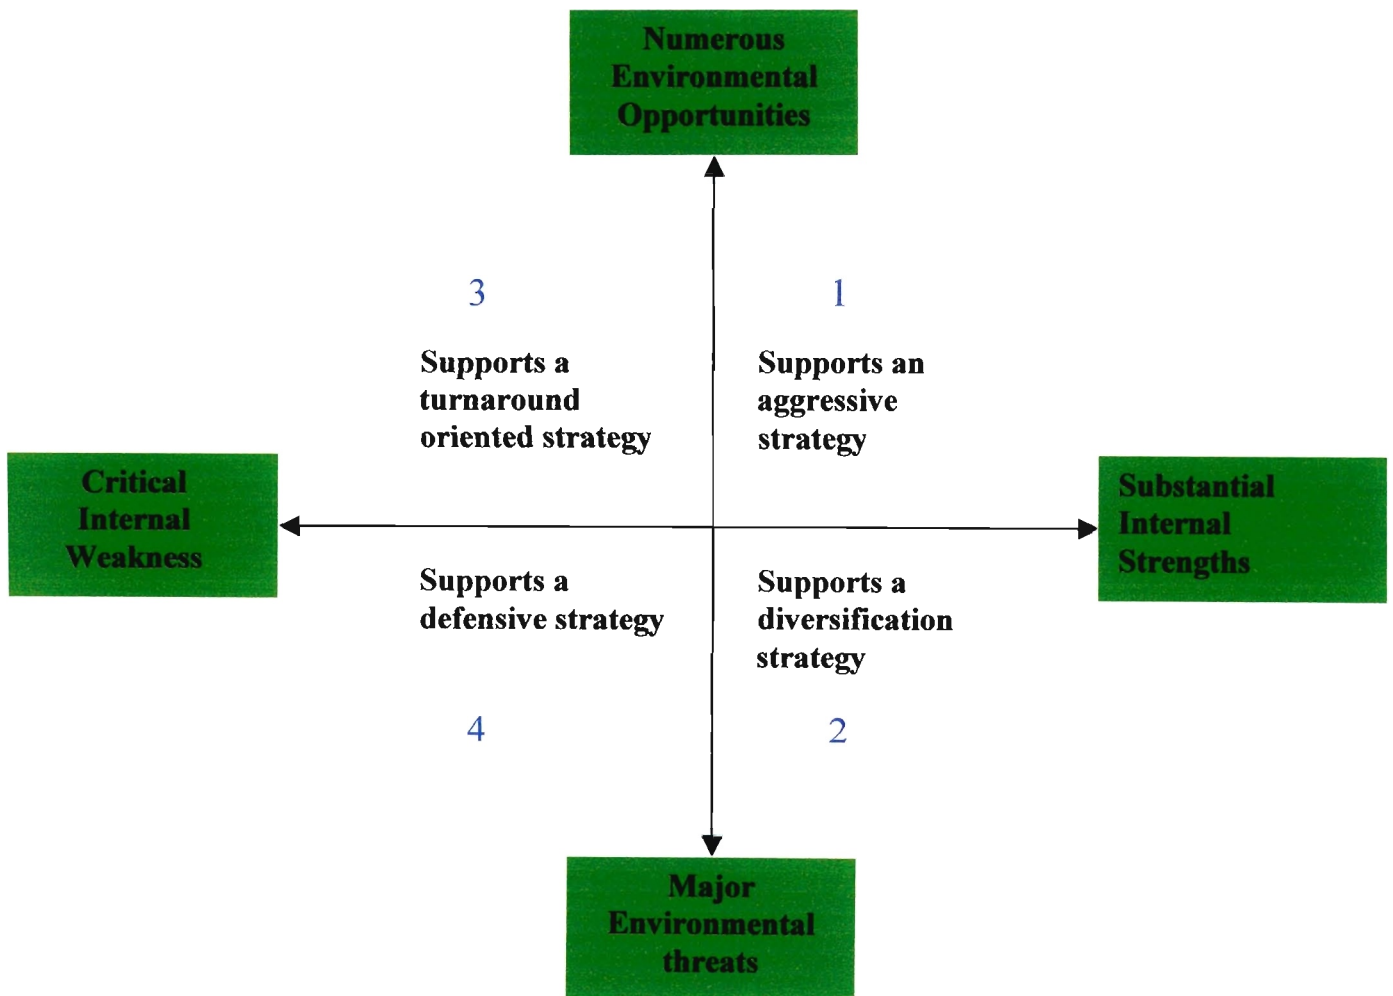 Numerous
Environmental
Opportunities
3
1
Supports a
turnaround
oriented strategy
Supports an
aggressive
strategy
Critical
Internal
Weakness
Substantial
Internal
Strengths
Supports a
defensive strategy
Supports a
diversification
strategy
4
2
Major
Environmental
threats